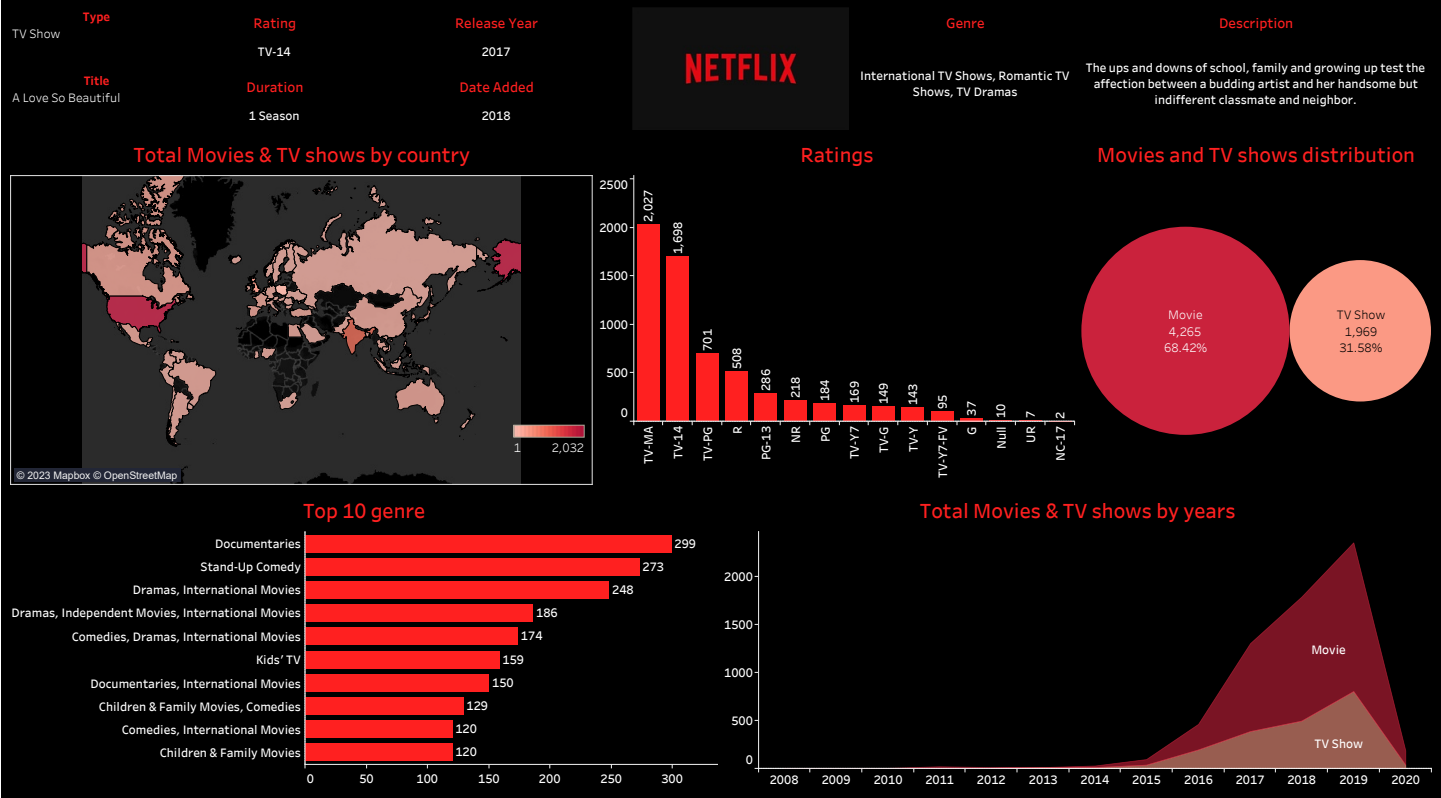 Type
TV Show
Rating
TV-14
Release Year
2017
Title
A Love So Beautiful
Duration
1 Season
Date Added
2018
NETFLIX
Genre
International TV Shows, Romantic TV
Shows, TV Dramas
Description
The ups and downs of school, family and growing up test the
affection between a budding artist and her handsome but
indifferent classmate and neighbor.
Total Movies & TV shows by country
1
2,032
© 2023 Mapbox © OpenStreetMap
Ratings
2500
2000
1500
1000
500
0
2,027
1,698
701
508
286
218
184
169
149
143
95
37
10
7
2
TV-MA
TV-14
TV-PG
R
PG-13
NR
PG
TV-Y7
TV-G
TV-Y
TV-Y7-FV
G
Null
UR
NC-17
Movies and TV shows distribution
Movie
4,265
68.42%
TV Show
1,969
31.58%
Top 10 genre
Documentaries 299
Stand-Up Comedy 273
Dramas, International Movies 248
Dramas, Independent Movies, International Movies 186
Comedies, Dramas, International Movies 174
Kids' TV 159
Documentaries, International Movies 150
Children & Family Movies, Comedies 129
Comedies, International Movies 120
Children & Family Movies 120
0 50 100 150 200 250 300
Total Movies & TV shows by years
2000
1500
1000
500
0
Movie
TV Show
2008 2009 2010 2011 2012 2013 2014 2015 2016 2017 2018 2019 2020